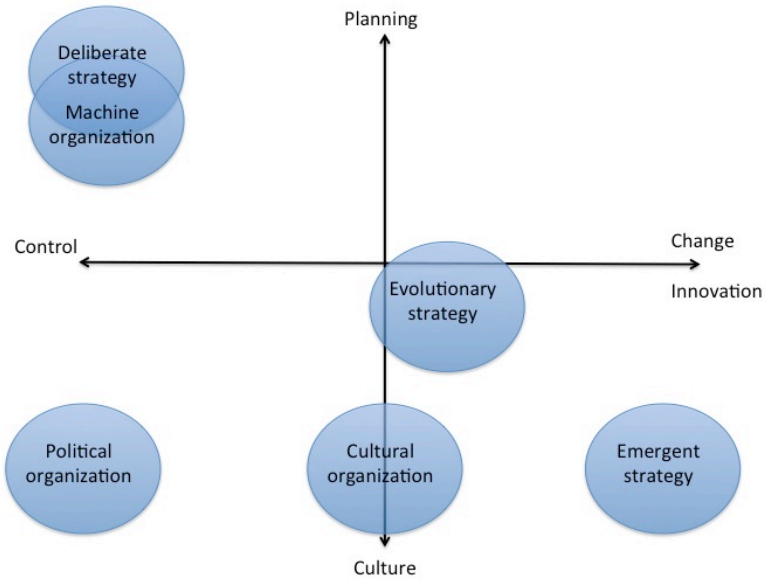 Planning
Deliberate
strategy
Machine
organization
Control
Change
Innovation
Evolutionary
strategy
Political
organization
Cultural
organization
Emergent
strategy
Culture